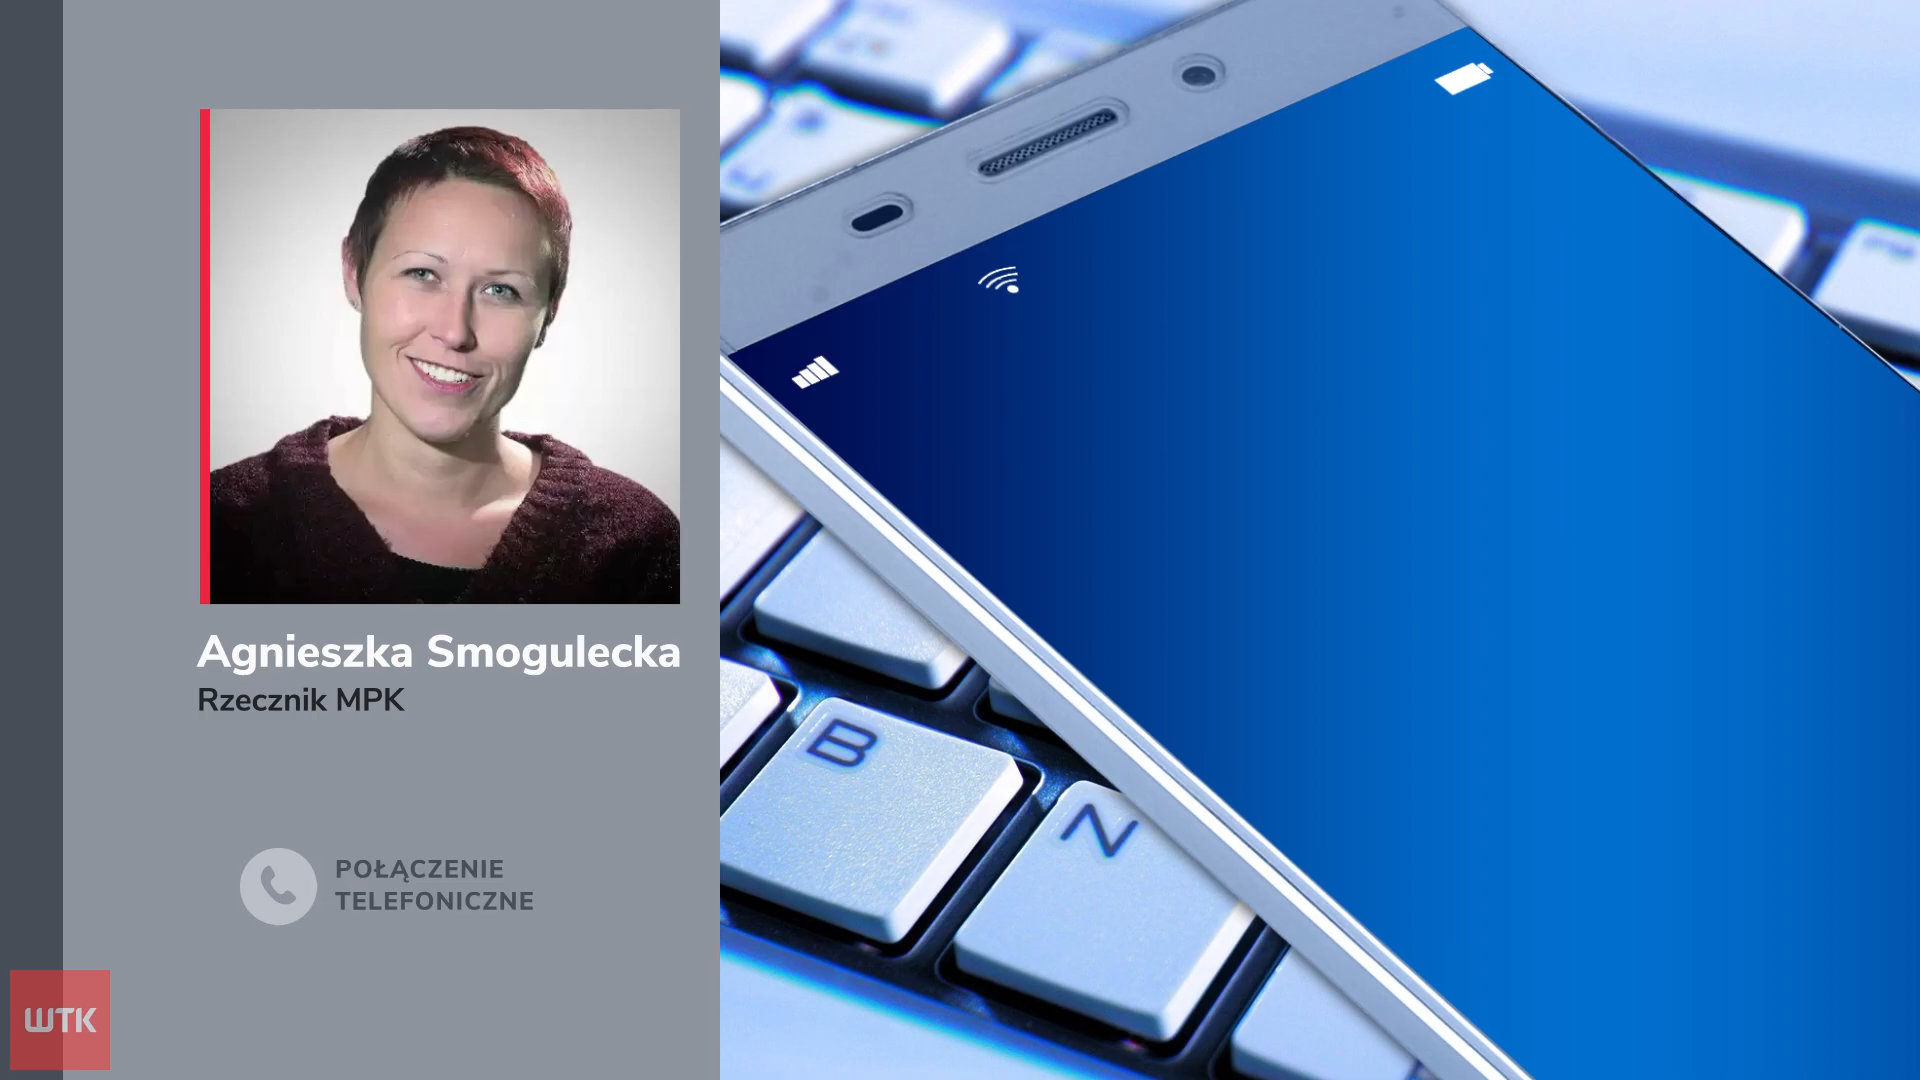 Agnieszka Smogulecka
Rzecznik MPK
POŁĄCZENIE
TELEFONICZNE
WTK
B
N